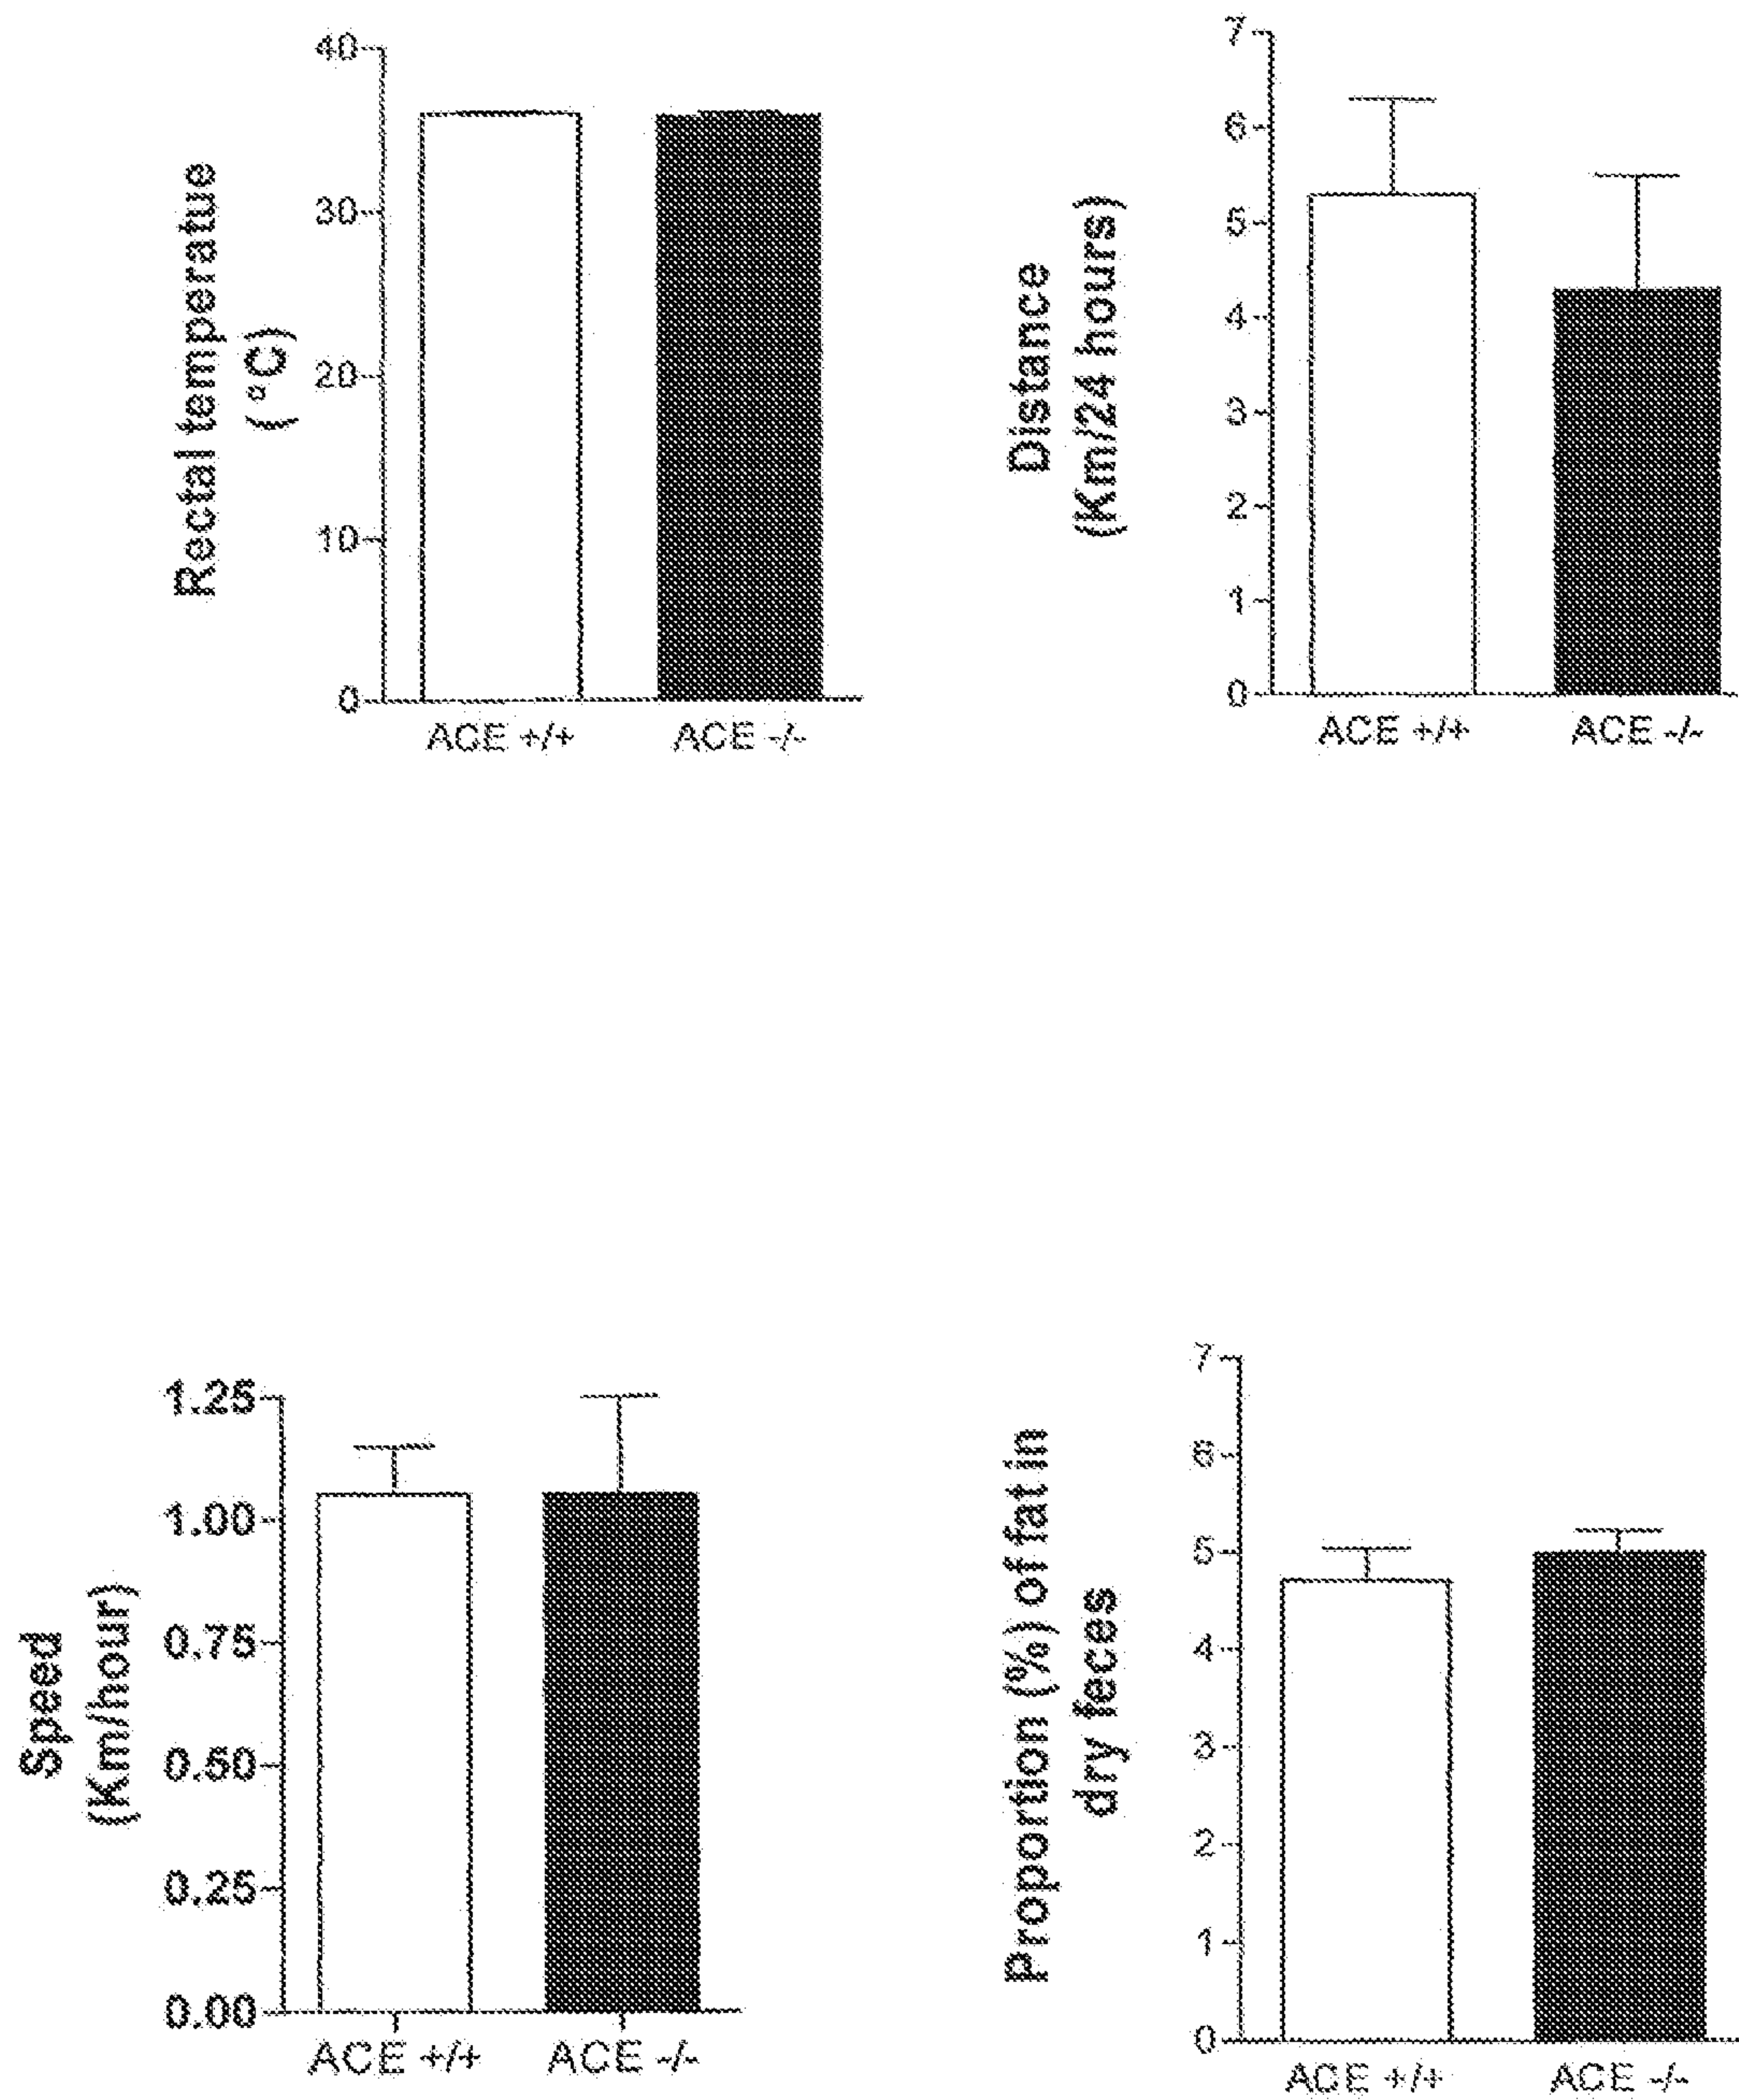 Rectal temperatue
( °C)
40
30
20
10
0
ACE +/+ ACE -/-
Distance
(Km/24 hours)
7
6
5
4
3
2
1
0
ACE +/+ ACE -/-
Speed
(Km/hour)
1.25
1.00
0.75
0.50
0.25
0.00
ACE +/+ ACE -/-
Proportion (%) of fat in
dry feces
7
6
5
4
3
2
1
0
ACE +/+ ACE -/-